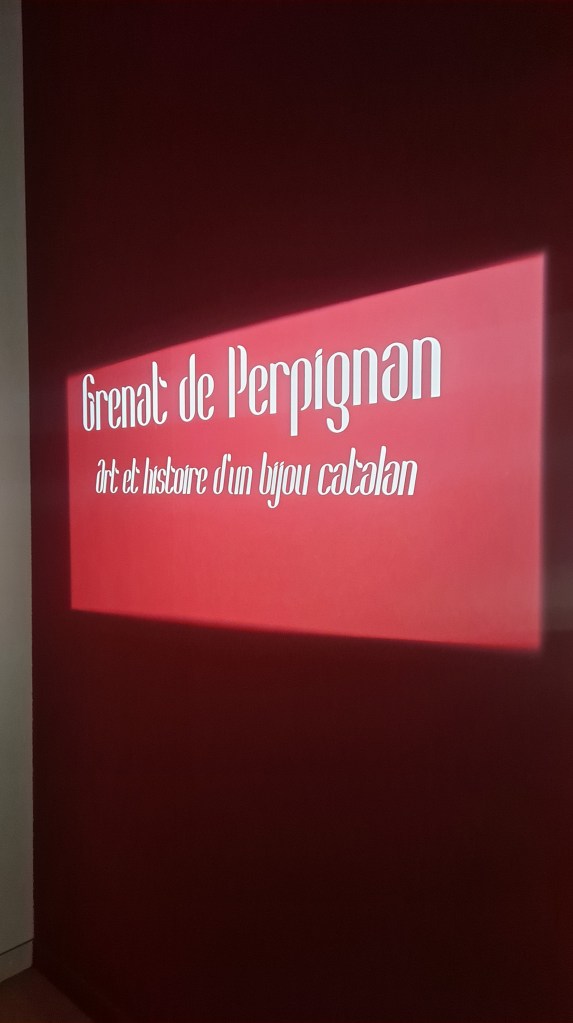 Grenat de Perpignan
Art et histoire d'un bijou catalan